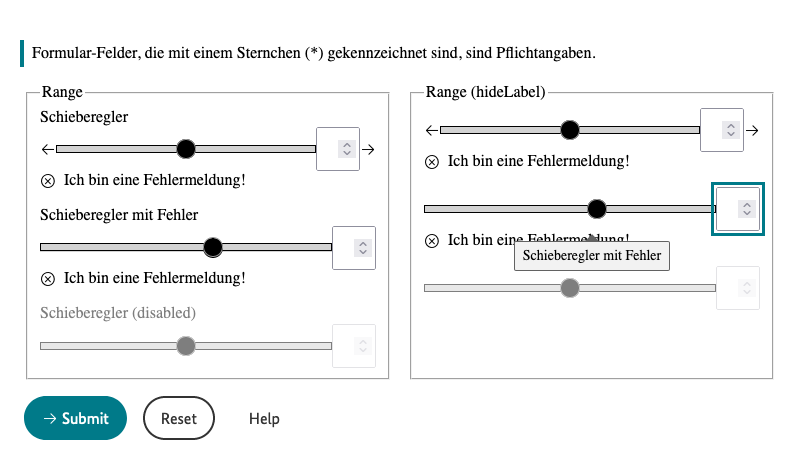 Formular-Felder, die mit einem Sternchen (*) gekennzeichnet sind, sind Pflichtangaben.
Range
Schieberegler
Ich bin eine Fehlermeldung!
Schieberegler mit Fehler
Ich bin eine Fehlermeldung!
Schieberegler (disabled)
Range (hideLabel)
Ich bin eine Fehlermeldung!
Ich bin eine Fehlermeldung!
Schieberegler mit Fehler
Submit
Reset
Help